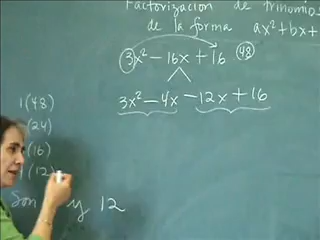 Factorización de trinomios
de la forma ax² + bx +
3x² − 16x + 16 48
3x² − 4x − 12x + 16
1(48)
(24)
(16)
(12)
Son y 12